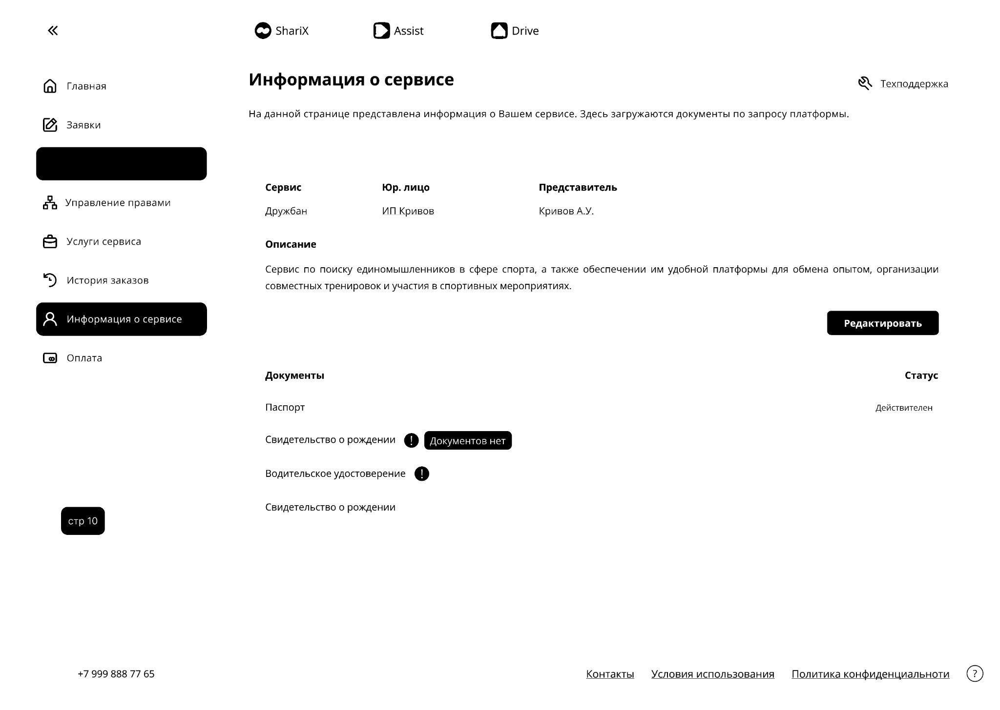 ShariX Assist Drive
Информация о сервисе
Техподдержка
На данной странице представлена информация о Вашем сервисе. Здесь загружаются документы по запросу платформы.
Главная
Заявки
Управление правами
Услуги сервиса
История заказов
Информация о сервисе
Оплата
стр 10
Сервис Юр. лицо Представитель
Дружбан ИП Кривов Кривов А.У.
Описание
Сервис по поиску единомышленников в сфере спорта, а также обеспечении им удобной платформы для обмена опытом, организации
совместных тренировок и участия в спортивных мероприятиях.
Редактировать
Документы Статус
Паспорт Действителен
Свидетельство о рождении ! Документов нет
Водительское удостоверение !
Свидетельство о рождении
+7 999 888 77 65 Контакты Условия использования Политика конфиденциальноти ?